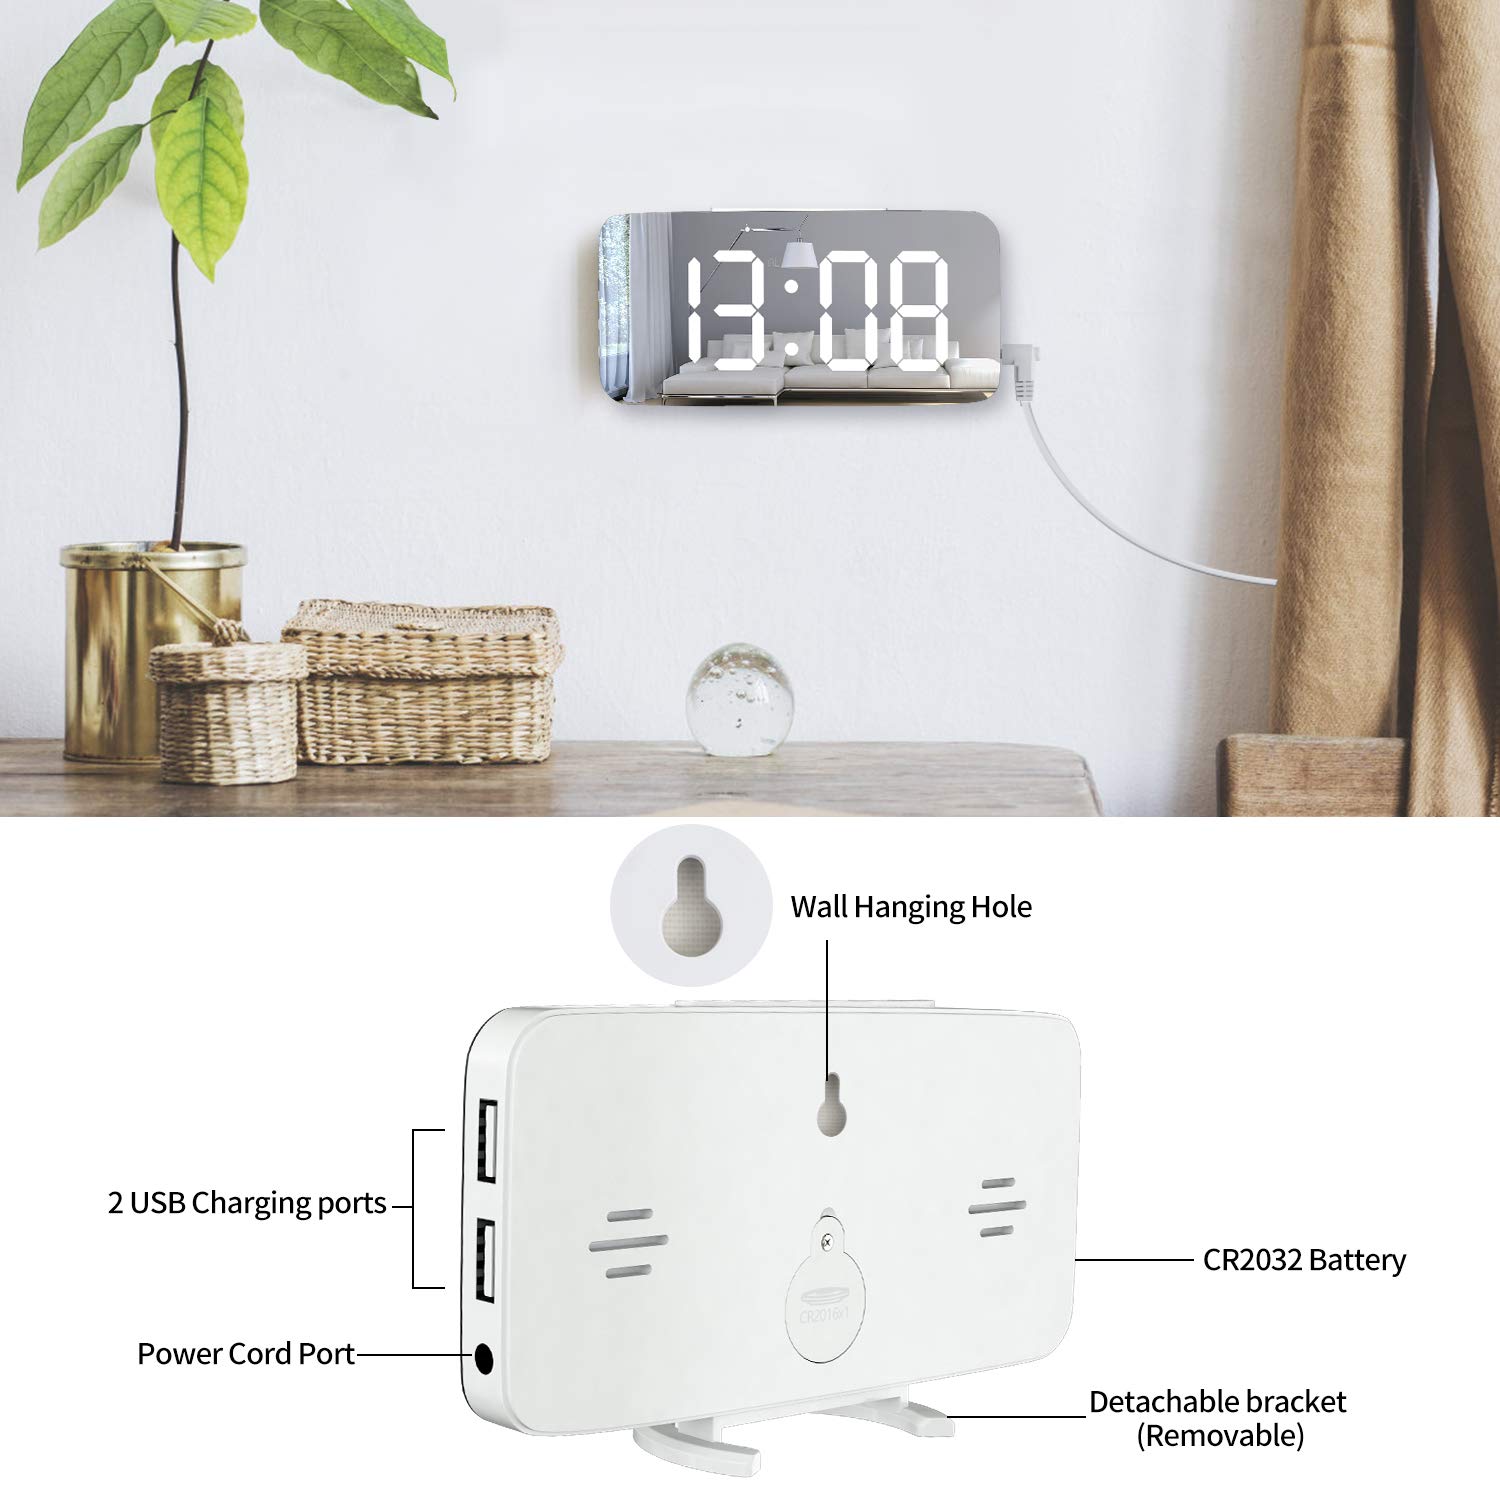 13:08
Wall Hanging Hole
2 USB Charging ports
CR2032 Battery
CR2016x1
Power Cord Port
Detachable bracket
(Removable)